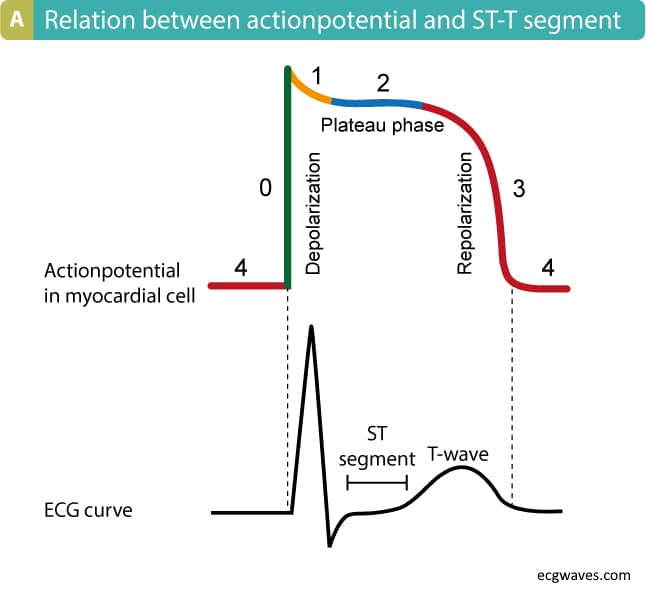 A Relation between actionpotential and ST-T segment
1
2
Plateau phase
0
Depolarization
Repolarization
3
4
4
Actionpotential
in myocardial cell
ST
segment
T-wave
ECG curve
ecgwaves.com